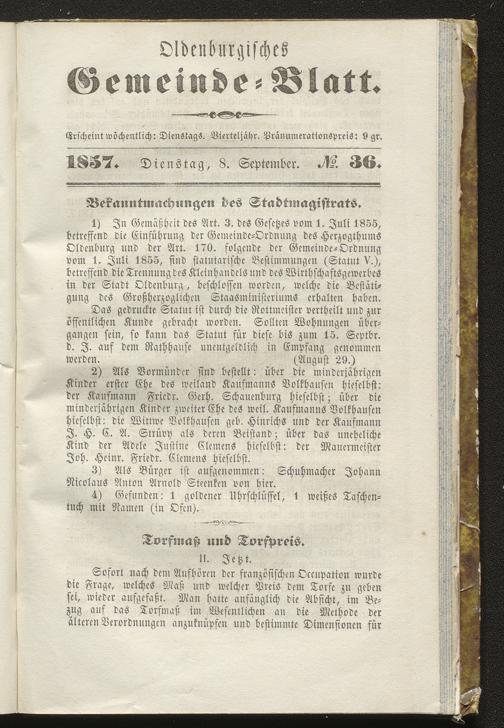 Oldenburgisches
Gemeinde-Blatt.
Erscheint wöchentlich: Dienstags. Vierteljähr. Pränumerationspreis: 9 gr.
1857. Dienstag, 8. September. № 36.
Bekanntmachungen des Stadtmagistrats.
1) In Gemäßheit des Art. 3. des Gesetzes vom 1. Juli 1855,
betreffend die Einführung der Gemeinde-Ordnung des Herzogthums
Oldenburg und der Art. 170. folgende der Gemeinde-Ordnung
vom 1. Juli 1855, sind statutarische Bestimmungen (Statut V.),
betreffend die Trennung des Kleinhandels und des Wirthschaftsgewerbes
in der Stadt Oldenburg, beschlossen worden, welche die Bestäti-
gung des Großherzoglichen Staasministeriums erhalten haben.
Das gedruckte Statut ist durch die Rottmeister vertheilt und zur
öffentlichen Kunde gebracht worden. Sollten Wohnungen über-
gangen sein, so kann das Statut für diese bis zum 15. Septbr.
d. J. auf dem Rathhause unentgeldlich in Empfang genommen
werden. (August 29.)
2) Als Vormünder sind bestellt: über die minderjährigen
Kinder erster Ehe des weiland Kaufmanns Volkhausen hieselbst:
der Kaufmann Friedr. Gerh. Schauenburg hieselbst; über die
minderjährigen Kinder zweiter Ehe des weil. Kaufmanns Volkhausen
hieselbst: die Wittwe Volkhausen geb. Hinrichs und der Kaufmann
J. H. C. A. Strüvy als deren Beistand; über das uneheliche
Kind der Adele Justine Clemens hieselbst: der Mauermeister
Joh. Heinr. Friedr. Clemens hieselbst.
3) Als Bürger ist aufgenommen: Schuhmacher Johann
Nicolaus Anton Arnold Steenken von hier.
4) Gefunden: 1 goldener Uhrschlüssel, 1 weißes Taschen-
tuch mit Namen (in Ofen).
Torfmaß und Torfpreis.
II. Jetzt.
Sofort nach dem Aufhören der französischen Occupation wurde
die Frage, welches Maß und welcher Preis dem Torfe zu geben
sei, wieder aufgefaßt. Man hatte anfänglich die Absicht, im Be-
zug auf das Torfmaß im Wesentlichen an die Methode der
älteren Verordnungen anzuknüpfen und bestimmte Dimensionen für